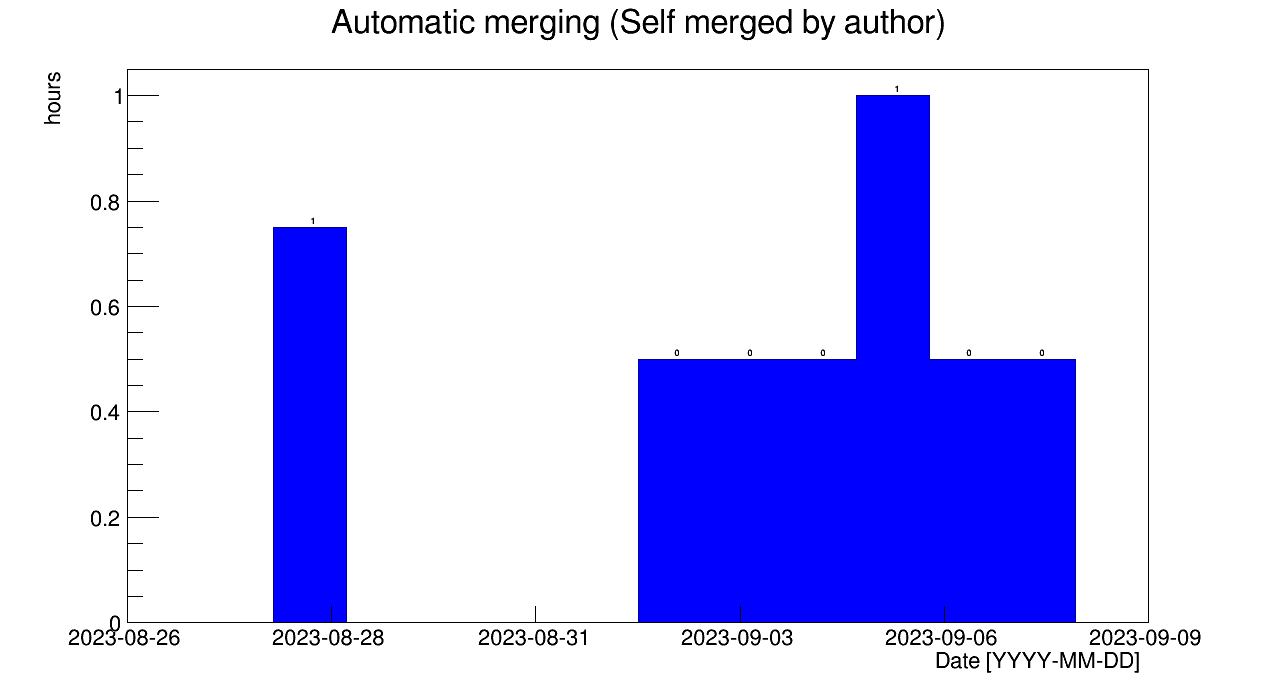 Automatic merging (Self merged by author)
hours
1
1
1
0.8
0.6
0 0 0 0 0
0.4
0.2
0
2023-08-26 2023-08-28 2023-08-31 2023-09-03 2023-09-06 2023-09-09
Date [YYYY-MM-DD]